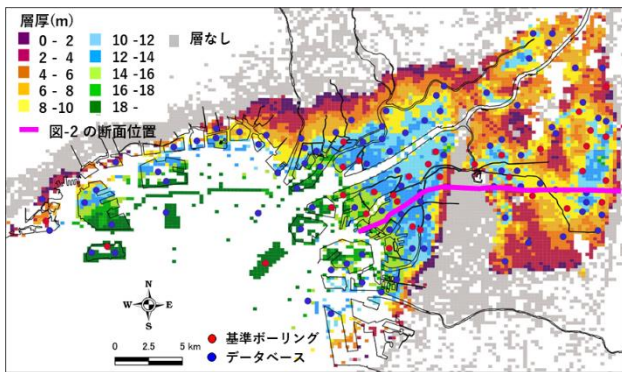 層厚(m)
0 - 2
2 - 4
4 - 6
6 - 8
8 -10
10 -12
12 -14
14 -16
16 -18
18 -
層なし
図-2 の断面位置
N
W E
S
0 2.5 5 km
基準ボーリング
データベース